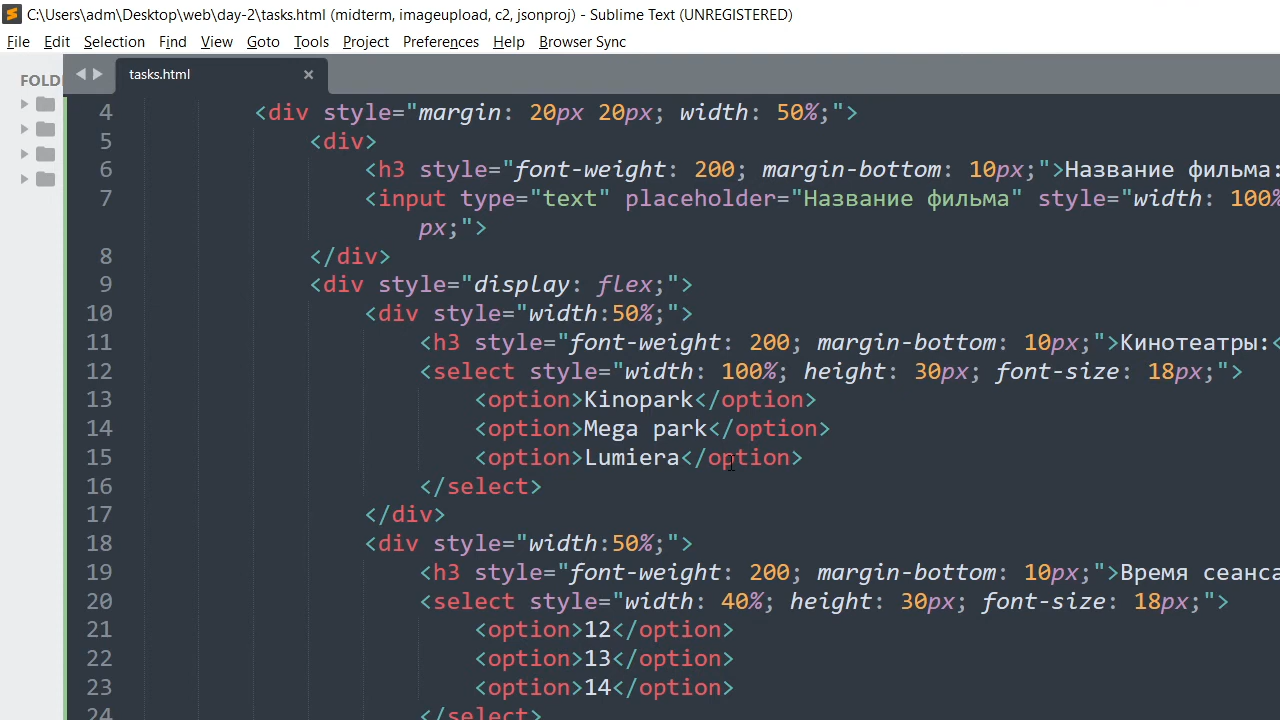 C:\Users\adm\Desktop\web\day-2\tasks.html (midterm, imageupload, c2, jsonproj) - Sublime Text (UNREGISTERED)
File Edit Selection Find View Goto Tools Project Preferences Help Browser Sync
FOLD
tasks.html ×
4 <div style="margin: 20px 20px; width: 50%;">
5 <div>
6 <h3 style="font-weight: 200; margin-bottom: 10px;">Название фильма:
7 <input type="text" placeholder="Название фильма" style="width: 100%
px;">
8 </div>
9 <div style="display: flex;">
10 <div style="width:50%;">
11 <h3 style="font-weight: 200; margin-bottom: 10px;">Кинотеатры:<
12 <select style="width: 100%; height: 30px; font-size: 18px;">
13 <option>Kinopark</option>
14 <option>Mega park</option>
15 <option>Lumiera</option>
16 </select>
17 </div>
18 <div style="width:50%;">
19 <h3 style="font-weight: 200; margin-bottom: 10px;">Время сеанса
20 <select style="width: 40%; height: 30px; font-size: 18px;">
21 <option>12</option>
22 <option>13</option>
23 <option>14</option>
24 </select>